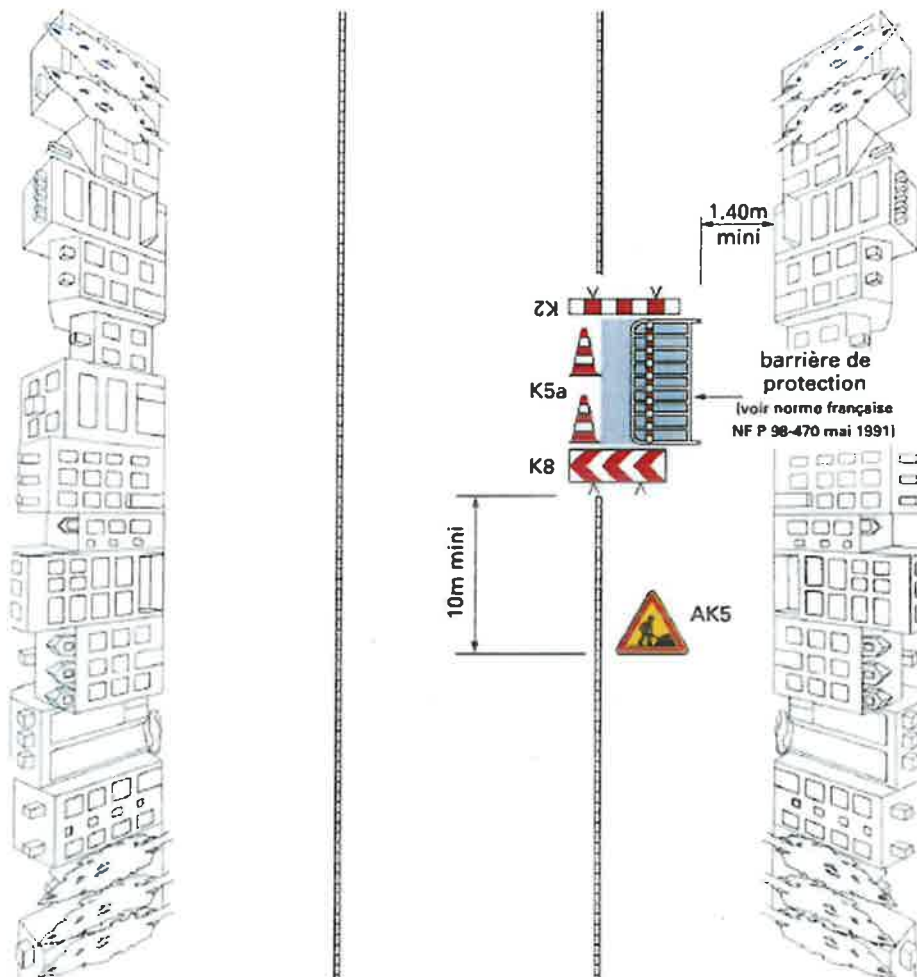 1.40m
mini
K2
K5a
barrière de
protection
(voir norme française
NF P 98-470 mai 1991)
K8
10m mini
AK5